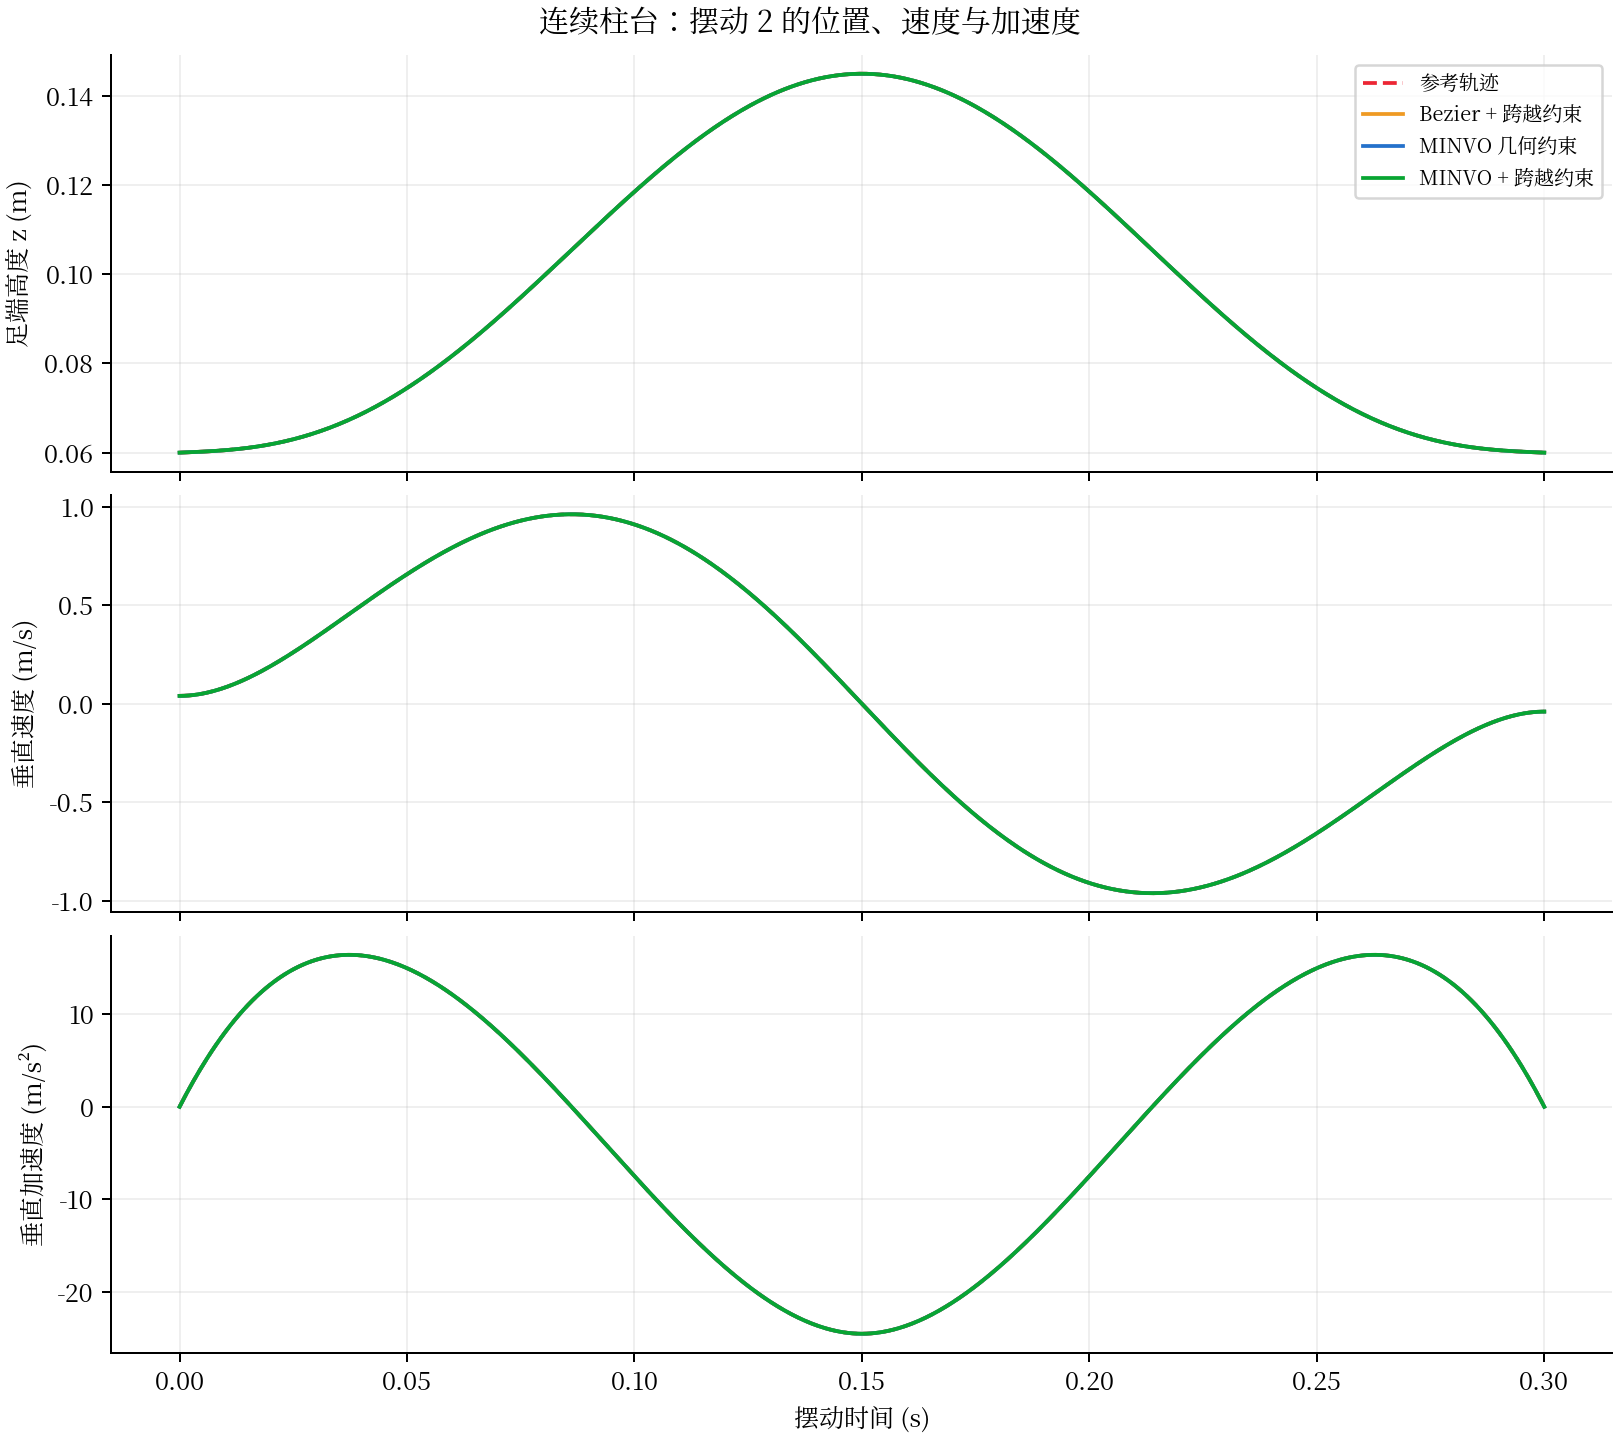 连续柱台：摆动 2 的位置、速度与加速度
参考轨迹
Bezier + 跨越约束
MINVO 几何约束
MINVO + 跨越约束
足端高度 z (m)
0.14
0.12
0.10
0.08
0.06
垂直速度 (m/s)
1.0
0.5
0.0
-0.5
-1.0
垂直加速度 (m/s²)
10
0
-10
-20
0.00 0.05 0.10 0.15 0.20 0.25 0.30
摆动时间 (s)